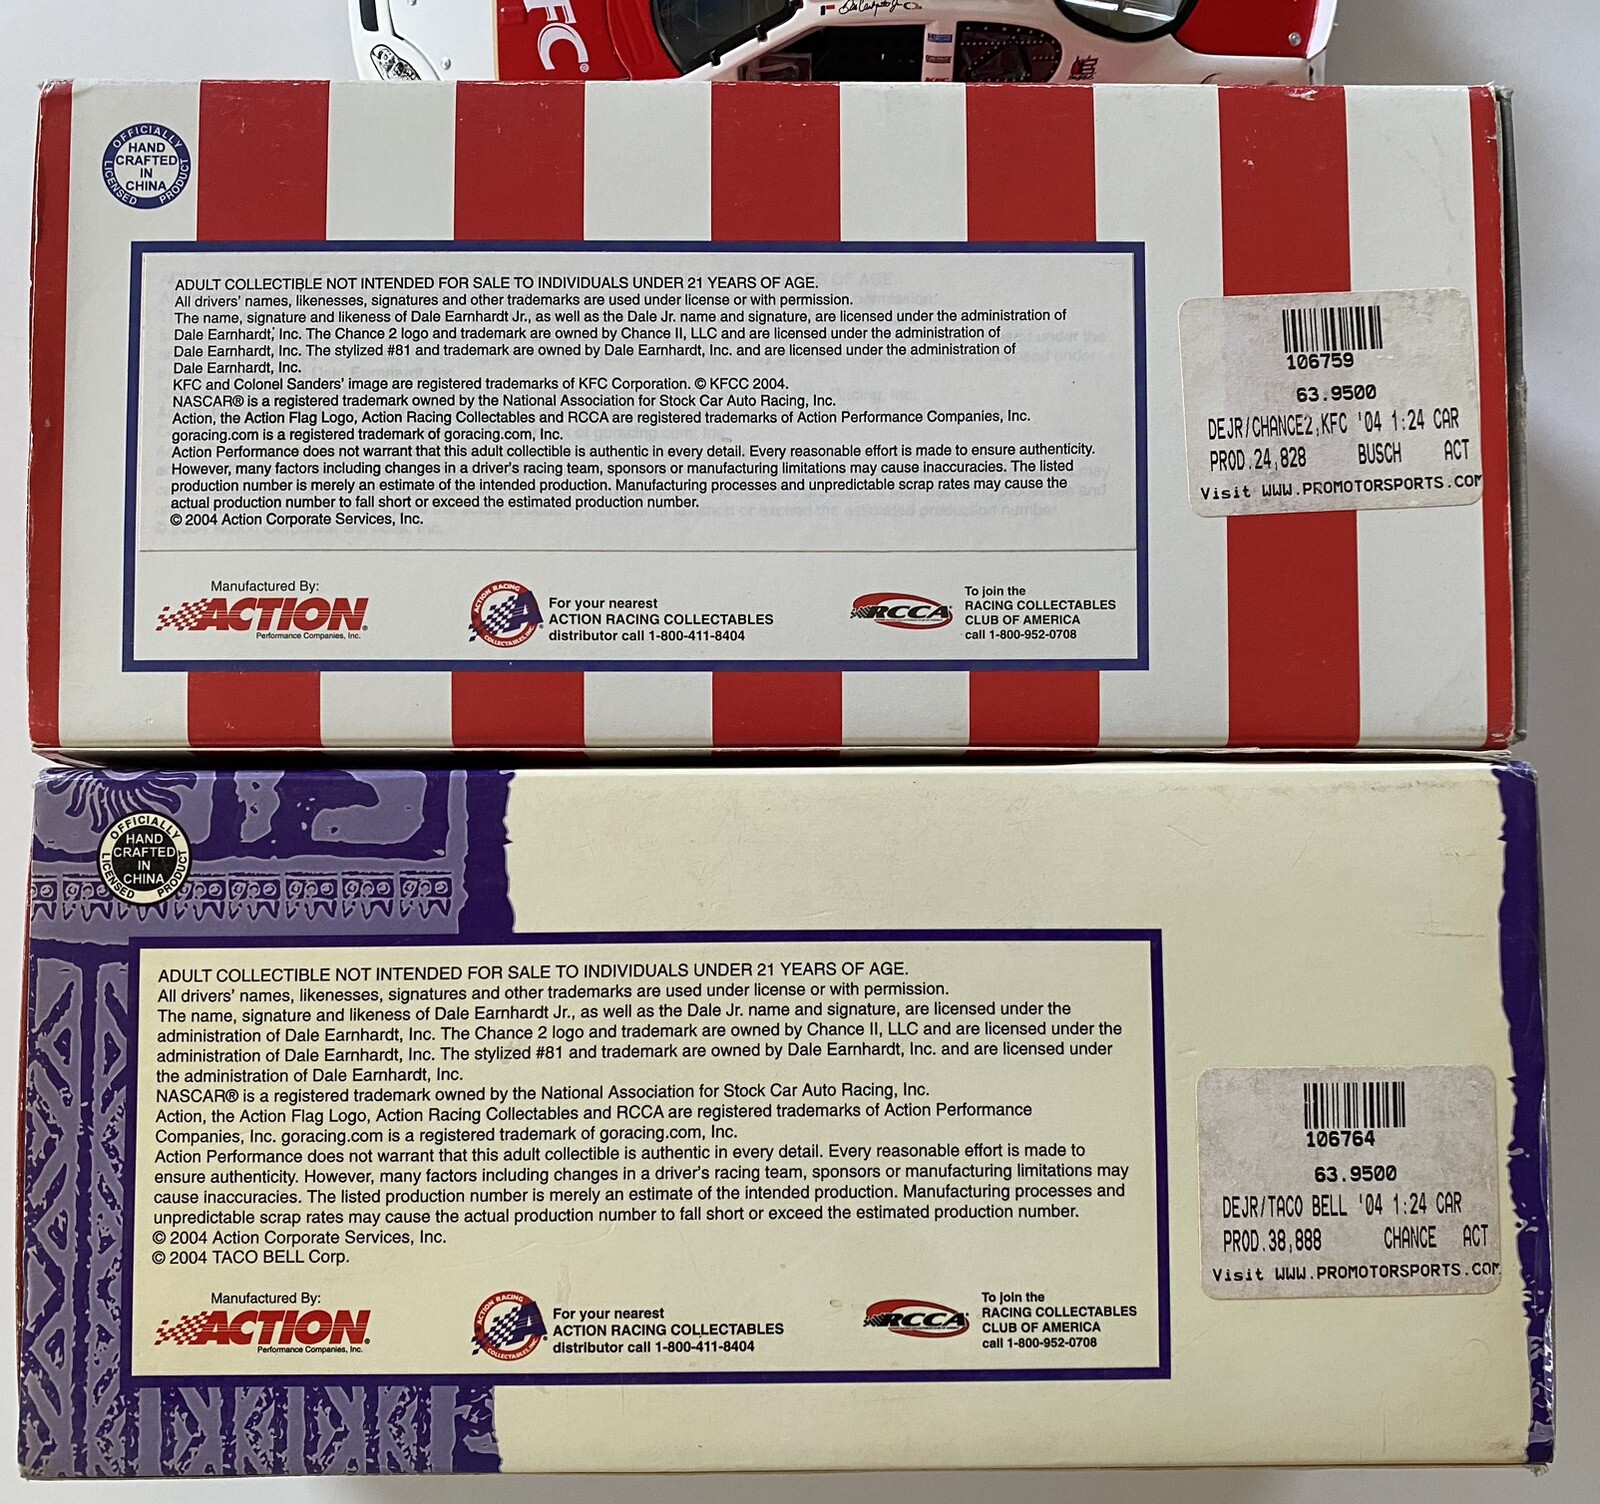 FC
OFFICIALLY
HAND
CRAFTED
IN
CHINA
LICENSED PRODUCT
ADULT COLLECTIBLE NOT INTENDED FOR SALE TO INDIVIDUALS UNDER 21 YEARS OF AGE.
All drivers' names, likenesses, signatures and other trademarks are used under license or with permission.
The name, signature and likeness of Dale Earnhardt Jr., as well as the Dale Jr. name and signature, are licensed under the administration of
Dale Earnhardt, Inc. The Chance 2 logo and trademark are owned by Chance II, LLC and are licensed under the administration of
Dale Earnhardt, Inc. The stylized #81 and trademark are owned by Dale Earnhardt, Inc. and are licensed under the administration of
Dale Earnhardt, Inc.
KFC and Colonel Sanders' image are registered trademarks of KFC Corporation. © KFCC 2004.
NASCAR® is a registered trademark owned by the National Association for Stock Car Auto Racing, Inc.
Action, the Action Flag Logo, Action Racing Collectables and RCCA are registered trademarks of Action Performance Companies, Inc.
goracing.com is a registered trademark of goracing.com, Inc.
Action Performance does not warrant that this adult collectible is authentic in every detail. Every reasonable effort is made to ensure authenticity.
However, many factors including changes in a driver's racing team, sponsors or manufacturing limitations may cause inaccuracies. The listed
production number is merely an estimate of the intended production. Manufacturing processes and unpredictable scrap rates may cause the
actual production number to fall short or exceed the estimated production number.
© 2004 Action Corporate Services, Inc.
Manufactured By:
ACTION
Performance Companies, Inc.
ACTION RACING
COLLECTABLES, INC.
For your nearest
ACTION RACING COLLECTABLES
distributor call 1-800-411-8404
RCCA
To join the
RACING COLLECTABLES
CLUB OF AMERICA
call 1-800-952-0708
106759
63.9500
DEJR/CHANCE2,KFC '04 1:24 CAR
PROD.24,828 BUSCH ACT
Visit WWW.PROMOTORSPORTS.COM
OFFICIALLY
HAND
CRAFTED
IN
CHINA
LICENSED PRODUCT
ADULT COLLECTIBLE NOT INTENDED FOR SALE TO INDIVIDUALS UNDER 21 YEARS OF AGE.
All drivers' names, likenesses, signatures and other trademarks are used under license or with permission.
The name, signature and likeness of Dale Earnhardt Jr., as well as the Dale Jr. name and signature, are licensed under the
administration of Dale Earnhardt, Inc. The Chance 2 logo and trademark are owned by Chance II, LLC and are licensed under the
administration of Dale Earnhardt, Inc. The stylized #81 and trademark are owned by Dale Earnhardt, Inc. and are licensed under
the administration of Dale Earnhardt, Inc.
NASCAR® is a registered trademark owned by the National Association for Stock Car Auto Racing, Inc.
Action, the Action Flag Logo, Action Racing Collectables and RCCA are registered trademarks of Action Performance
Companies, Inc. goracing.com is a registered trademark of goracing.com, Inc.
Action Performance does not warrant that this adult collectible is authentic in every detail. Every reasonable effort is made to
ensure authenticity. However, many factors including changes in a driver's racing team, sponsors or manufacturing limitations may
cause inaccuracies. The listed production number is merely an estimate of the intended production. Manufacturing processes and
unpredictable scrap rates may cause the actual production number to fall short or exceed the estimated production number.
© 2004 Action Corporate Services, Inc.
© 2004 TACO BELL Corp.
Manufactured By:
ACTION
Performance Companies, Inc.
ACTION RACING
COLLECTABLES, INC.
For your nearest
ACTION RACING COLLECTABLES
distributor call 1-800-411-8404
RCCA
To join the
RACING COLLECTABLES
CLUB OF AMERICA
call 1-800-952-0708
106764
63.9500
DEJR/TACO BELL '04 1:24 CAR
PROD.38,888 CHANCE ACT
Visit WWW.PROMOTORSPORTS.COM